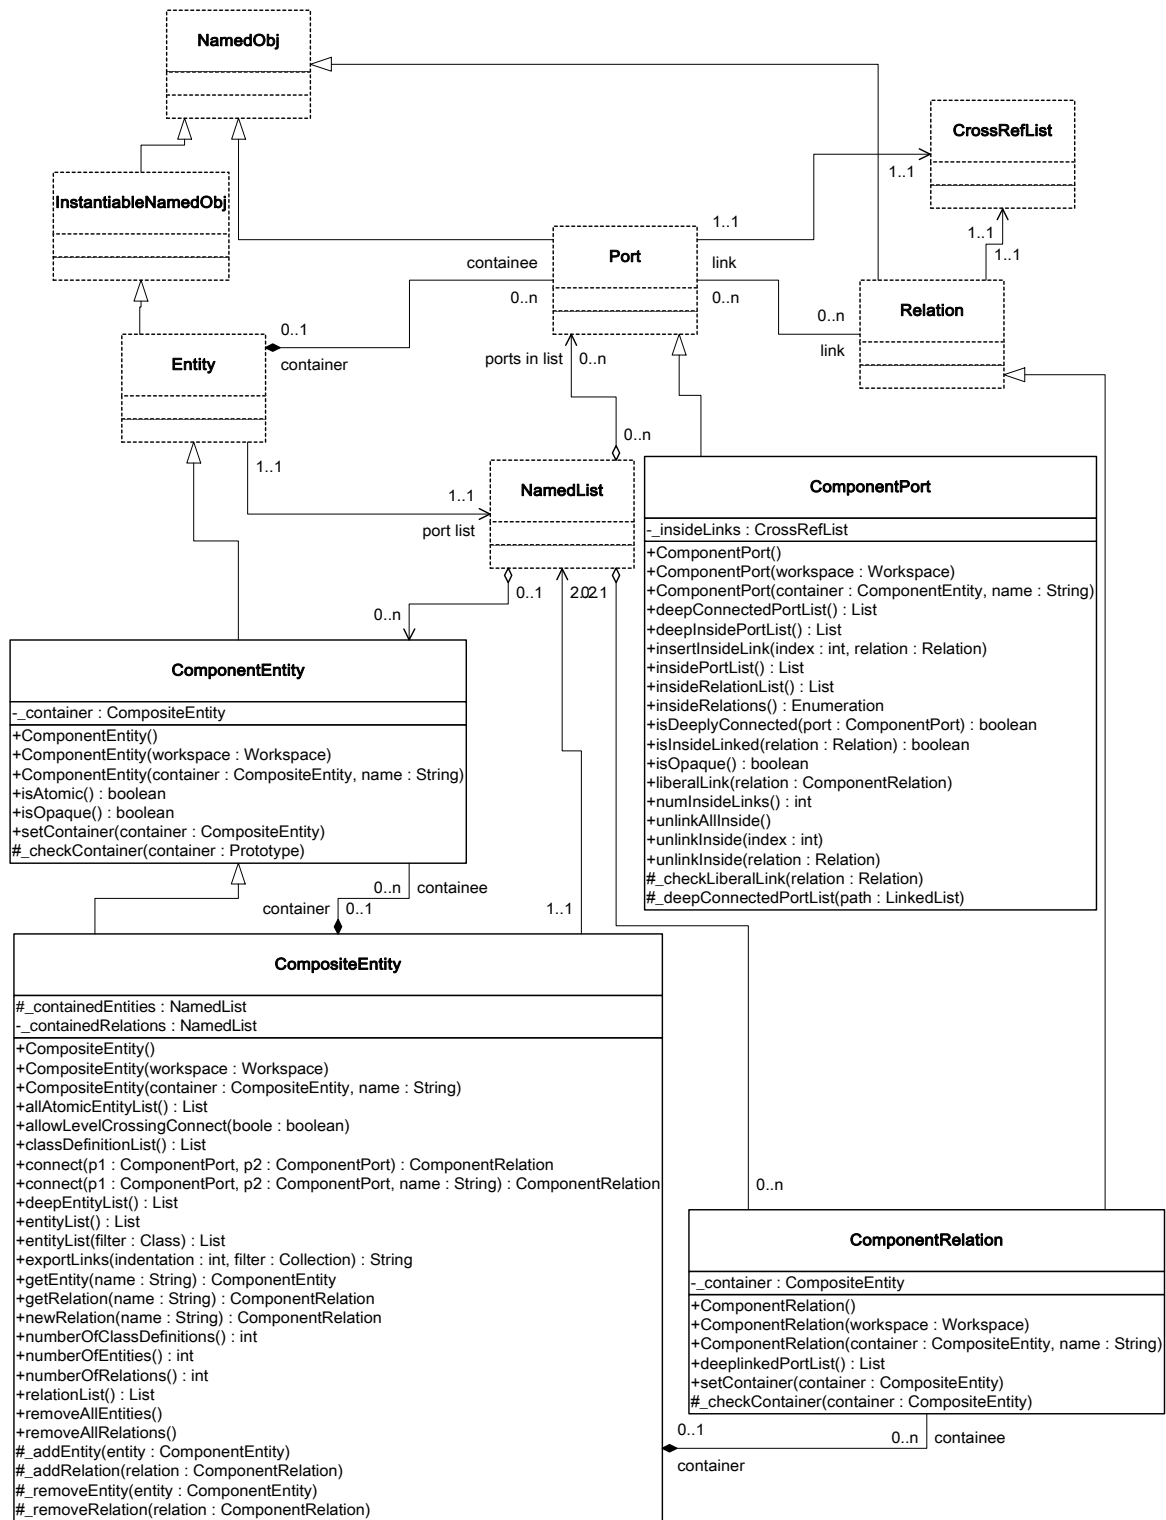 NamedObj
CrossRefList
1..1
InstantiableNamedObj
1..1
1..1
1..1
Port
containee
link
0..n
0..n
Relation
0..n
link
0..1
container
Entity
ports in list
0..n
0..n
1..1
1..1
port list
NamedList
ComponentPort
-_insideLinks : CrossRefList
+ComponentPort()
+ComponentPort(workspace : Workspace)
+ComponentPort(container : ComponentEntity, name : String)
+deepConnectedPortList() : List
+deepInsidePortList() : List
+insertInsideLink(index : int, relation : Relation)
+insidePortList() : List
+insideRelationList() : List
+insideRelations() : Enumeration
+isDeeplyConnected(port : ComponentPort) : boolean
+isInsideLinked(relation : Relation) : boolean
+isOpaque() : boolean
+liberalLink(relation : ComponentRelation)
+numInsideLinks() : int
+unlinkAllInside()
+unlinkInside(index : int)
+unlinkInside(relation : Relation)
#_checkLiberalLink(relation : Relation)
#_deepConnectedPortList(path : LinkedList)
0..1
0..n
ComponentEntity
-_container : CompositeEntity
+ComponentEntity()
+ComponentEntity(workspace : Workspace)
+ComponentEntity(container : CompositeEntity, name : String)
+isAtomic() : boolean
+isOpaque() : boolean
+setContainer(container : CompositeEntity)
#_checkContainer(container : Prototype)
0..n containee
container 0..1
1..1
CompositeEntity
#_containedEntities : NamedList
-_containedRelations : NamedList
+CompositeEntity()
+CompositeEntity(workspace : Workspace)
+CompositeEntity(container : CompositeEntity, name : String)
+allAtomicEntityList() : List
+allowLevelCrossingConnect(boole : boolean)
+classDefinitionList() : List
+connect(p1 : ComponentPort, p2 : ComponentPort) : ComponentRelation
+connect(p1 : ComponentPort, p2 : ComponentPort, name : String) : ComponentRelation
+deepEntityList() : List
+entityList() : List
+entityList(filter : Class) : List
+exportLinks(indentation : int, filter : Collection) : String
+getEntity(name : String) : ComponentEntity
+getRelation(name : String) : ComponentRelation
+newRelation(name : String) : ComponentRelation
+numberOfClassDefinitions() : int
+numberOfEntities() : int
+numberOfRelations() : int
+relationList() : List
+removeAllEntities()
+removeAllRelations()
#_addEntity(entity : ComponentEntity)
#_addRelation(relation : ComponentRelation)
#_removeEntity(entity : ComponentEntity)
#_removeRelation(relation : ComponentRelation)
0..n
ComponentRelation
-_container : CompositeEntity
+ComponentRelation()
+ComponentRelation(workspace : Workspace)
+ComponentRelation(container : CompositeEntity, name : String)
+deeplinkedPortList() : List
+setContainer(container : CompositeEntity)
#_checkContainer(container : CompositeEntity)
0..1
container
0..n containee